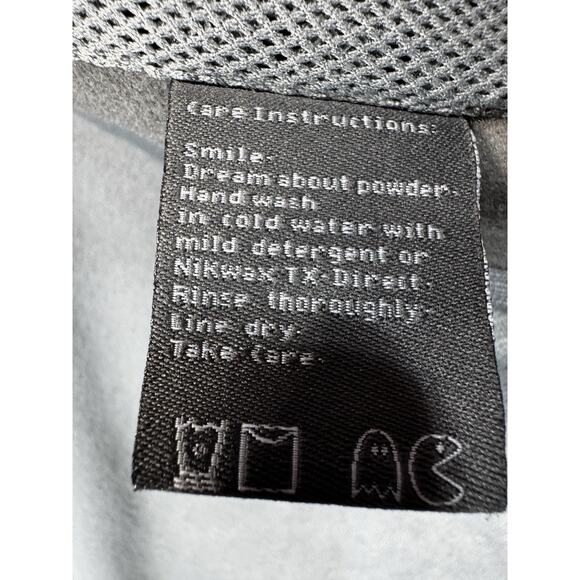 Care Instructions:
Smile.
Dream about powder.
Hand wash
in cold water with
mild detergent or
Nikwax TX-Direct.
Rinse thoroughly.
Line dry.
Take Care.